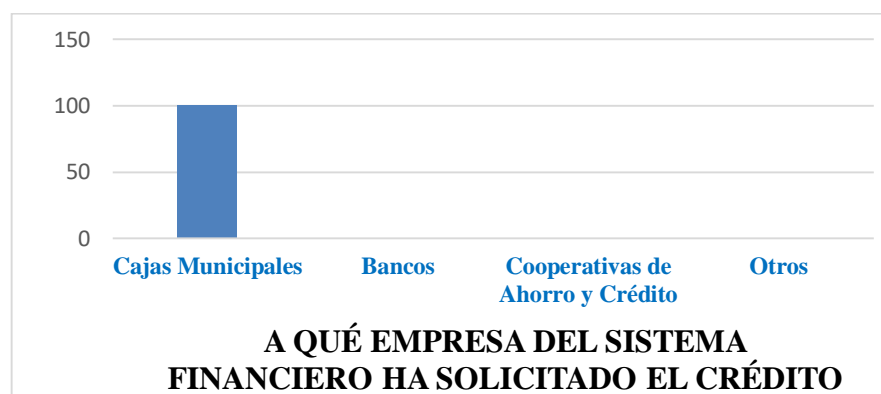 150
100
50
0
Cajas Municipales
Bancos
Cooperativas de
Ahorro y Crédito
Otros
A QUÉ EMPRESA DEL SISTEMA
FINANCIERO HA SOLICITADO EL CRÉDITO